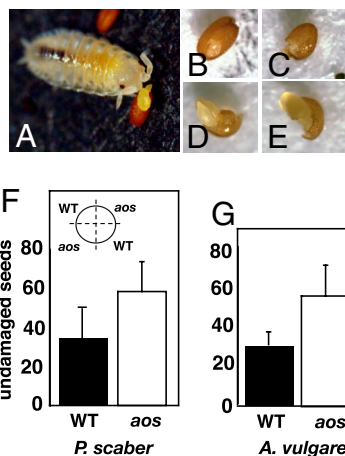 A
B
C
D
E
F
WT aos
aos WT
undamaged seeds
80
60
40
20
0
WT aos
P. scaber
G
80
60
40
20
0
WT aos
A. vulgare